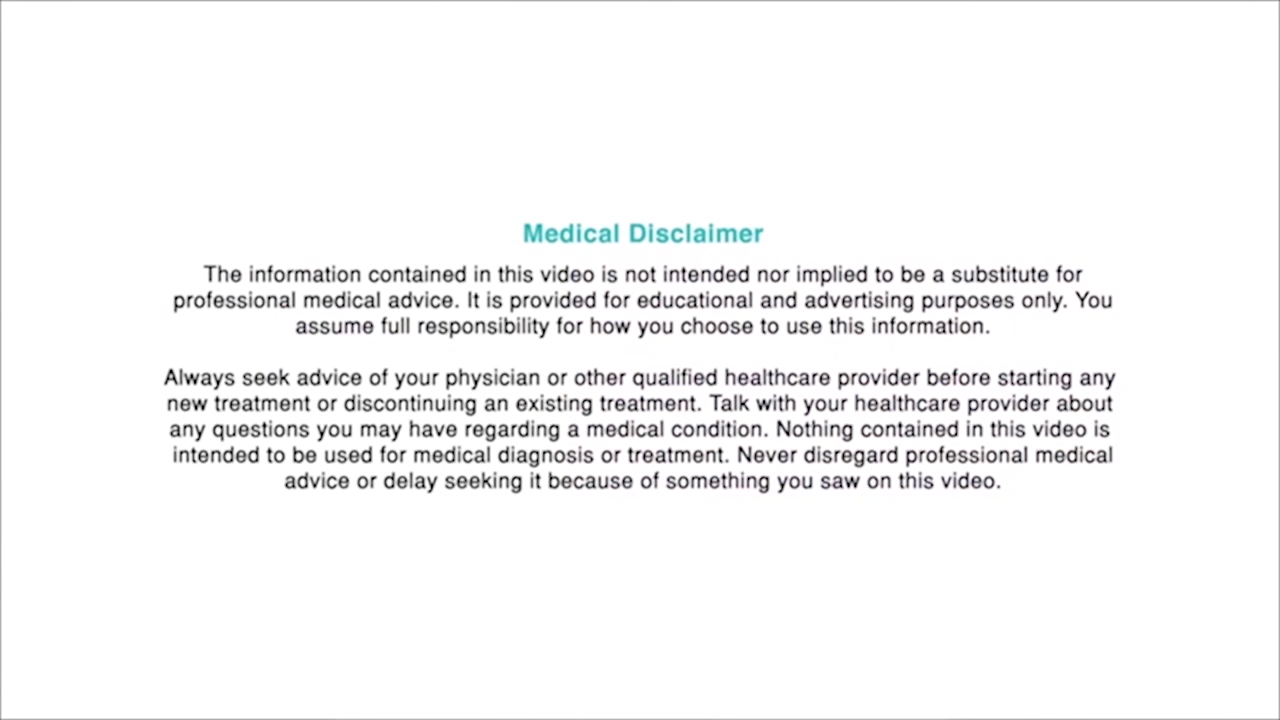 Medical Disclaimer
The information contained in this video is not intended nor implied to be a substitute for
professional medical advice. It is provided for educational and advertising purposes only. You
assume full responsibility for how you choose to use this information.
Always seek advice of your physician or other qualified healthcare provider before starting any
new treatment or discontinuing an existing treatment. Talk with your healthcare provider about
any questions you may have regarding a medical condition. Nothing contained in this video is
intended to be used for medical diagnosis or treatment. Never disregard professional medical
advice or delay seeking it because of something you saw on this video.